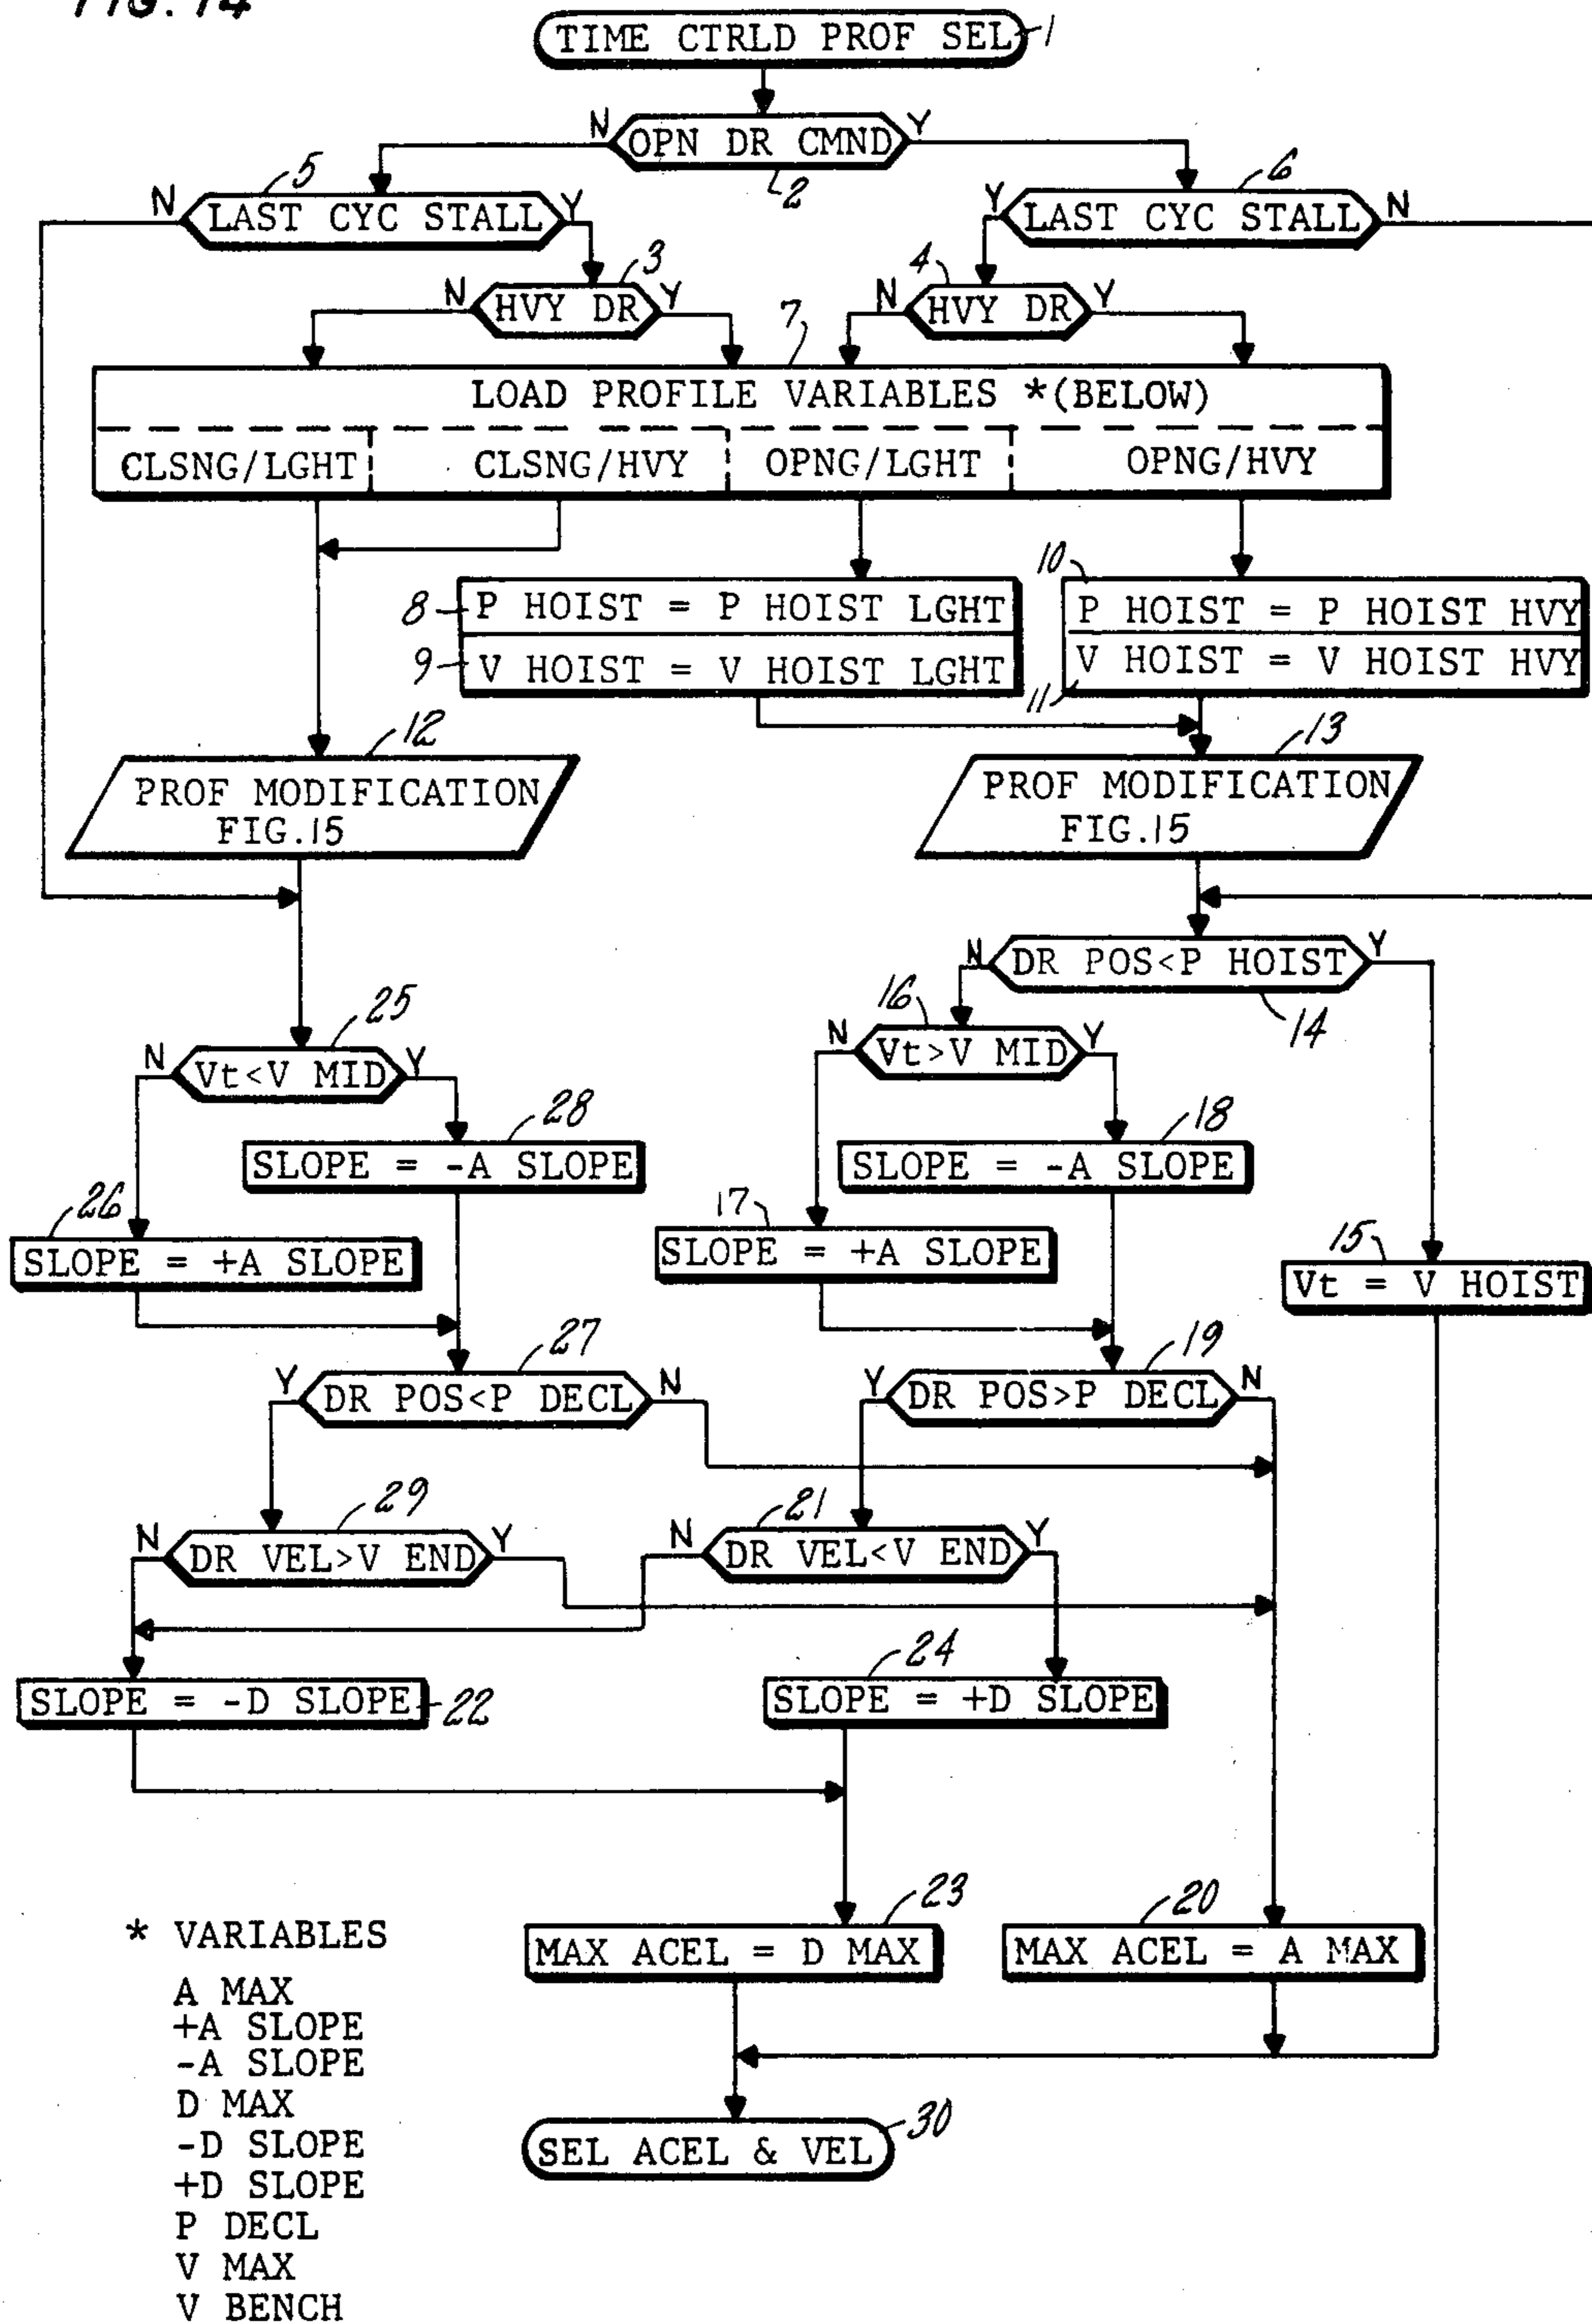 FIG. 14
TIME CTRLD PROF SEL 1
N OPN DR CMND Y
2
5 6
N LAST CYC STALL Y
Y LAST CYC STALL N
3 4
N HVY DR Y
N HVY DR Y
7
LOAD PROFILE VARIABLES *(BELOW)
CLSNG/LGHT CLSNG/HVY OPNG/LGHT OPNG/HVY
8 P HOIST = P HOIST LGHT
9 V HOIST = V HOIST LGHT
10
P HOIST = P HOIST HVY
V HOIST = V HOIST HVY
11
12
PROF MODIFICATION
FIG.15
13
PROF MODIFICATION
FIG.15
N DR POS<P HOIST Y
14
25
N Vt<V MID Y
16
N Vt>V MID Y
28
SLOPE = -A SLOPE
18
SLOPE = -A SLOPE
26
SLOPE = +A SLOPE
17
SLOPE = +A SLOPE
15
Vt = V HOIST
27
Y DR POS<P DECL N
19
Y DR POS>P DECL N
29
N DR VEL>V END Y
21
N DR VEL<V END Y
SLOPE = -D SLOPE 22
24
SLOPE = +D SLOPE
23
MAX ACEL = D MAX
20
MAX ACEL = A MAX
SEL ACEL & VEL 30
* VARIABLES
A MAX
+A SLOPE
-A SLOPE
D MAX
-D SLOPE
+D SLOPE
P DECL
V MAX
V BENCH